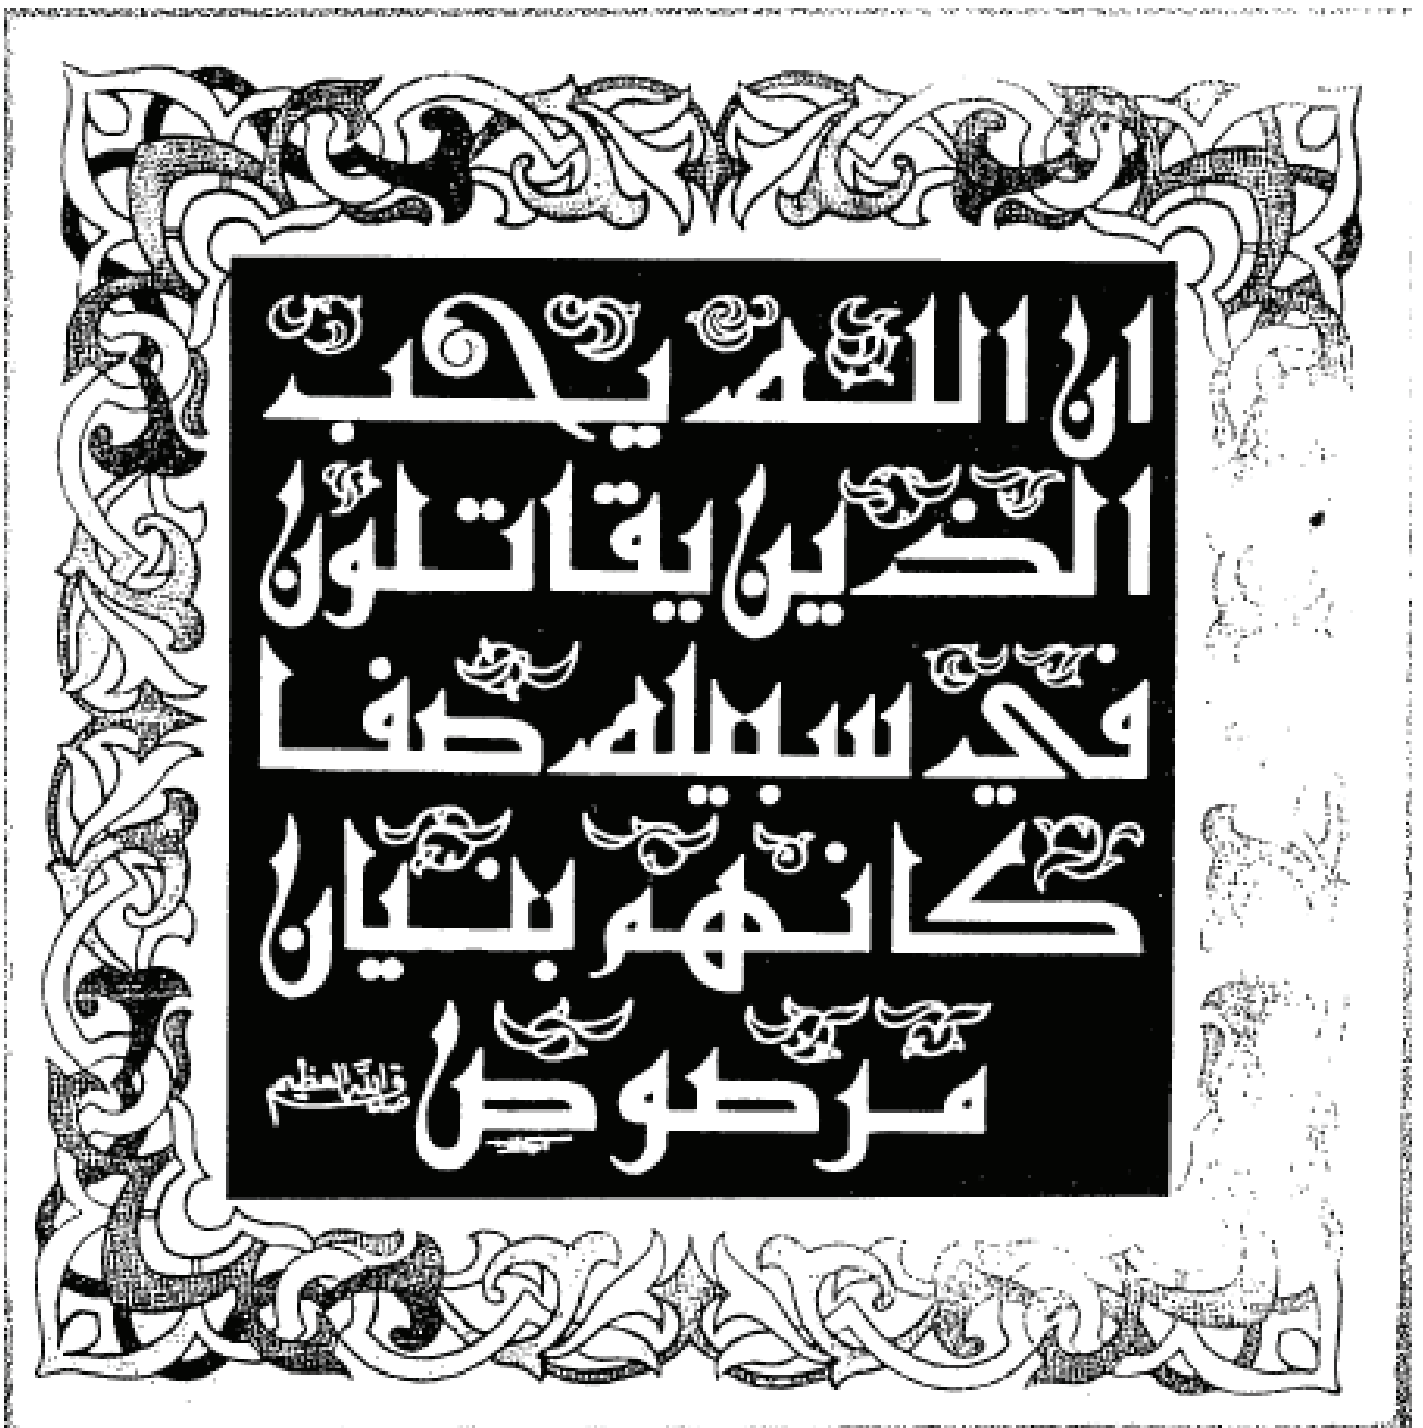 ان الله يحب
الذين يقاتلون
في سبيله صفا
كانهم بنيان
مرصوص